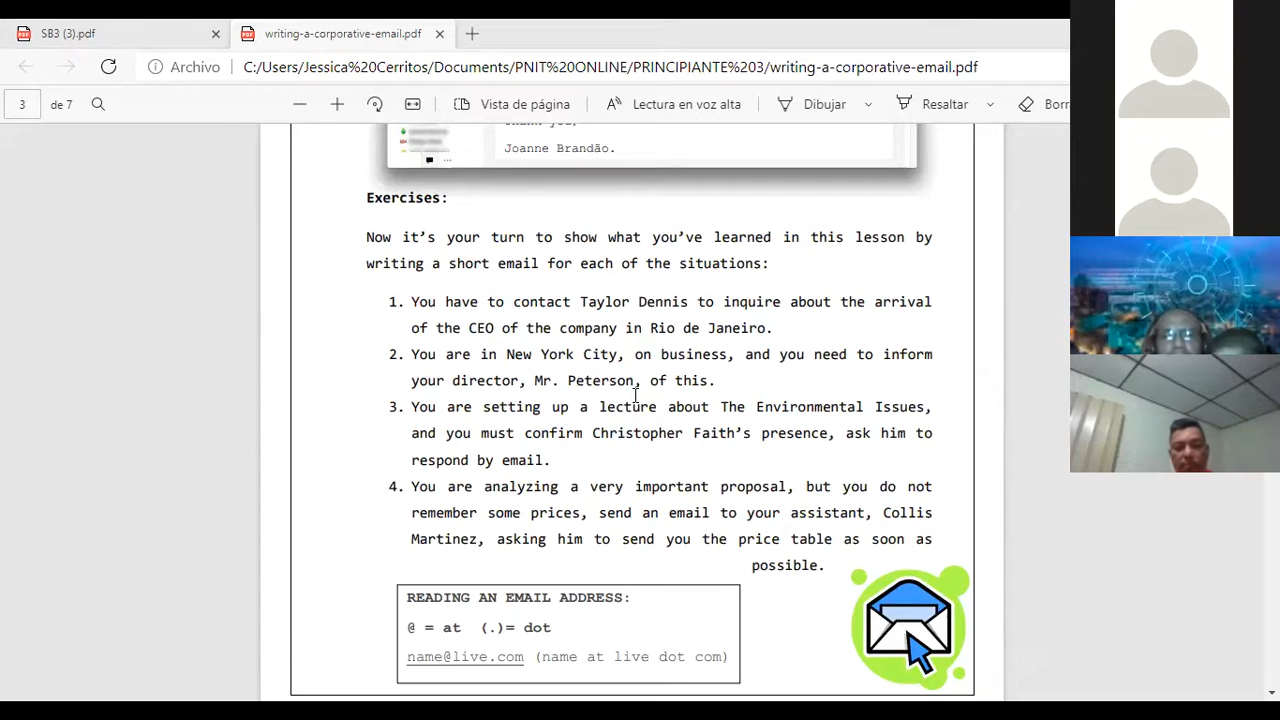 SB3 (3).pdf
writing-a-corporative-email.pdf
Archivo
C:/Users/Jessica%20Cerritos/Documents/PNIT%20ONLINE/PRINCIPIANTE%203/writing-a-corporative-email.pdf
3 de 7
Vista de página
Lectura en voz alta
Dibujar
Resaltar
Borr
Joanne Brandão.
Exercises:
Now it’s your turn to show what you’ve learned in this lesson by
writing a short email for each of the situations:
1. You have to contact Taylor Dennis to inquire about the arrival
of the CEO of the company in Rio de Janeiro.
2. You are in New York City, on business, and you need to inform
your director, Mr. Peterson, of this.
3. You are setting up a lecture about The Environmental Issues,
and you must confirm Christopher Faith’s presence, ask him to
respond by email.
4. You are analyzing a very important proposal, but you do not
remember some prices, send an email to your assistant, Collis
Martinez, asking him to send you the price table as soon as
possible.
READING AN EMAIL ADDRESS:
@ = at (.)= dot
name@live.com (name at live dot com)